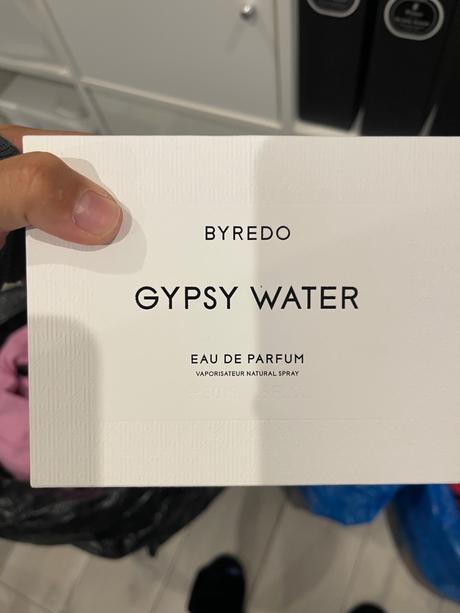 BYREDO
GYPSY WATER
EAU DE PARFUM
VAPORISATEUR NATURAL SPRAY